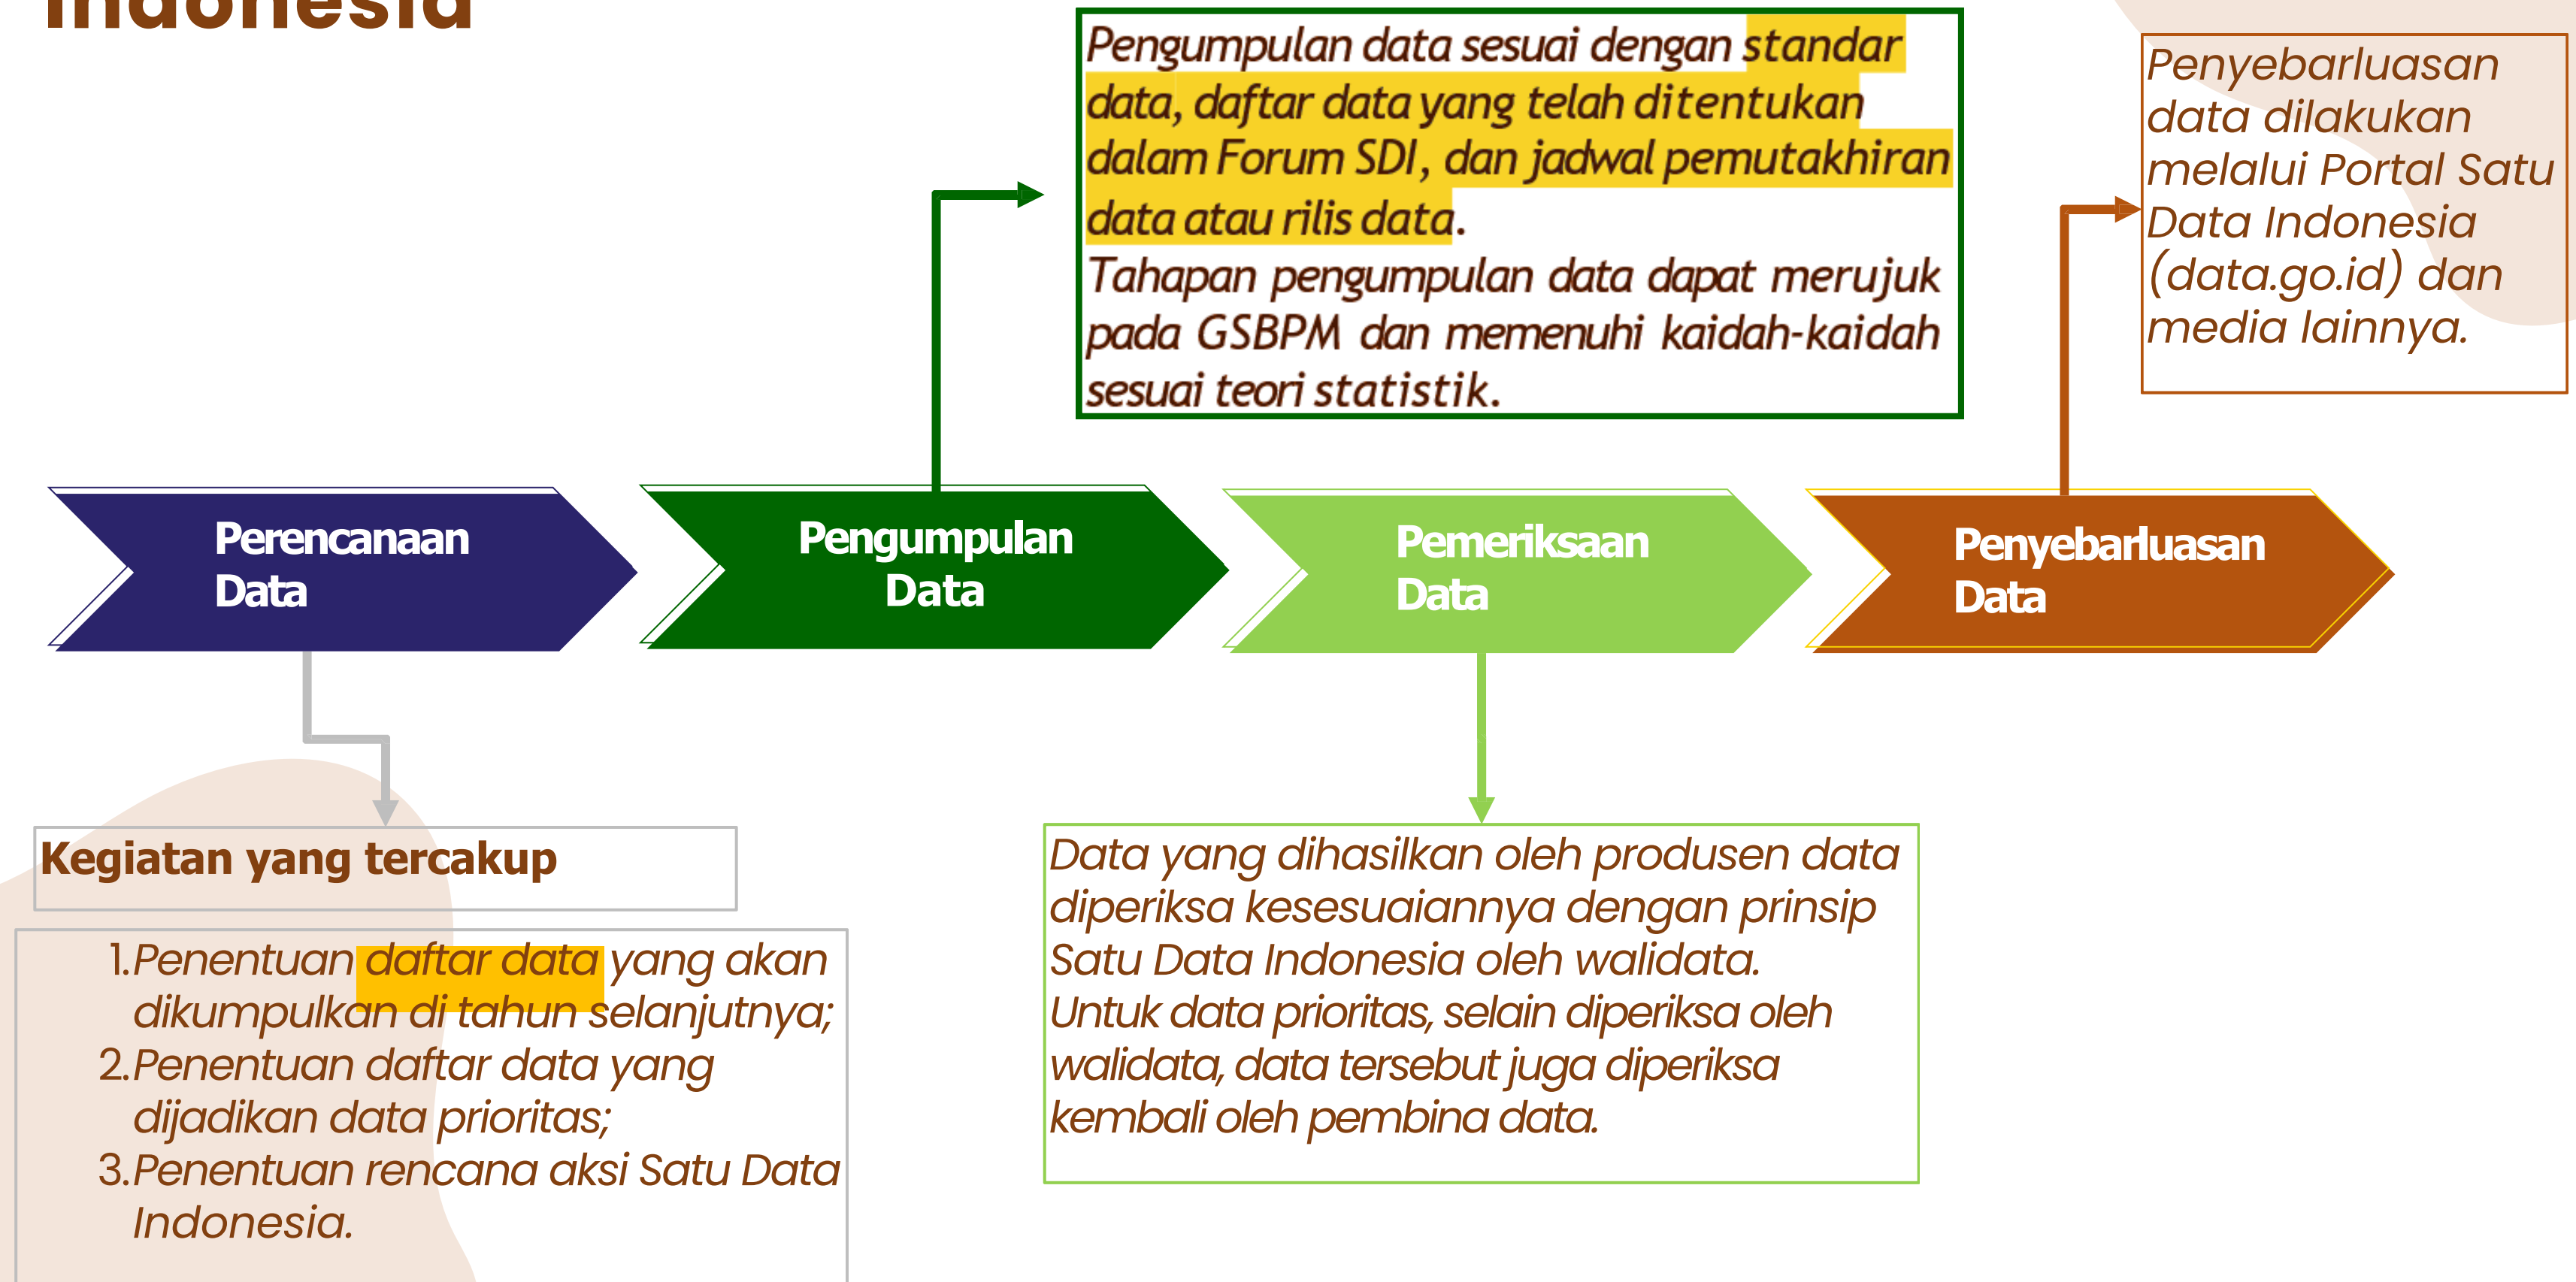 Indonesia
Pengumpulan data sesuai dengan standar
data, daftar data yang telah ditentukan
dalam Forum SDI, dan jadwal pemutakhiran
data atau rilis data.
Tahapan pengumpulan data dapat merujuk
pada GSBPM dan memenuhi kaidah-kaidah
sesuai teori statistik.
Penyebarluasan
data dilakukan
melalui Portal Satu
Data Indonesia
(data.go.id) dan
media lainnya.
Perencanaan
Data
Pengumpulan
Data
Pemeriksaan
Data
Penyebarluasan
Data
Kegiatan yang tercakup
1.Penentuan daftar data yang akan
dikumpulkan di tahun selanjutnya;
2.Penentuan daftar data yang
dijadikan data prioritas;
3.Penentuan rencana aksi Satu Data
Indonesia.
Data yang dihasilkan oleh produsen data
diperiksa kesesuaiannya dengan prinsip
Satu Data Indonesia oleh walidata.
Untuk data prioritas, selain diperiksa oleh
walidata, data tersebut juga diperiksa
kembali oleh pembina data.